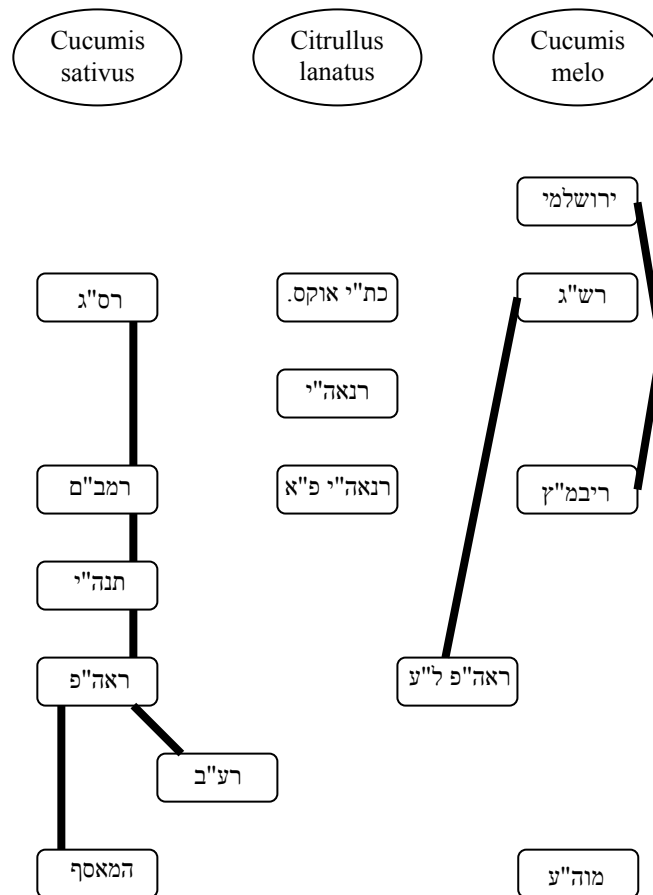 Cucumis
sativus
Citrullus
lanatus
Cucumis
melo
ירושלמי
רס"ג
כת"י אוקס.
רש"ג
רנאה"י
רמב"ם
רנאה"י פ"א
ריבמ"ץ
תנה"י
ראה"פ
ראה"פ ל"ע
רע"ב
המאסף
מוה"ע